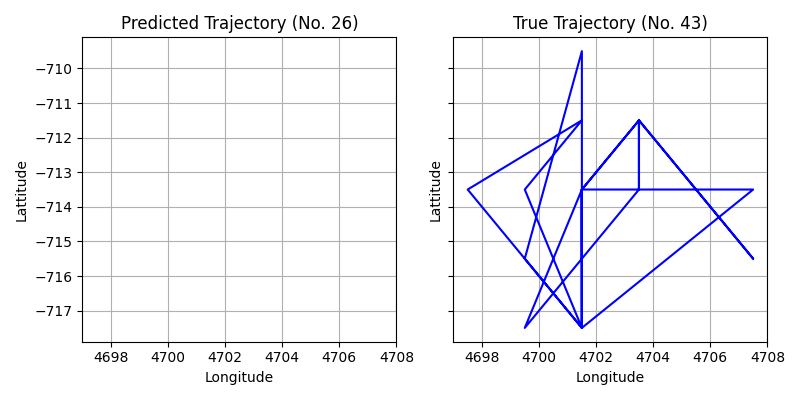 Predicted Trajectory (No. 26)
Lattitude
−710
−711
−712
−713
−714
−715
−716
−717
4698 4700 4702 4704 4706 4708
Longitude
True Trajectory (No. 43)
Lattitude
4698 4700 4702 4704 4706 4708
Longitude